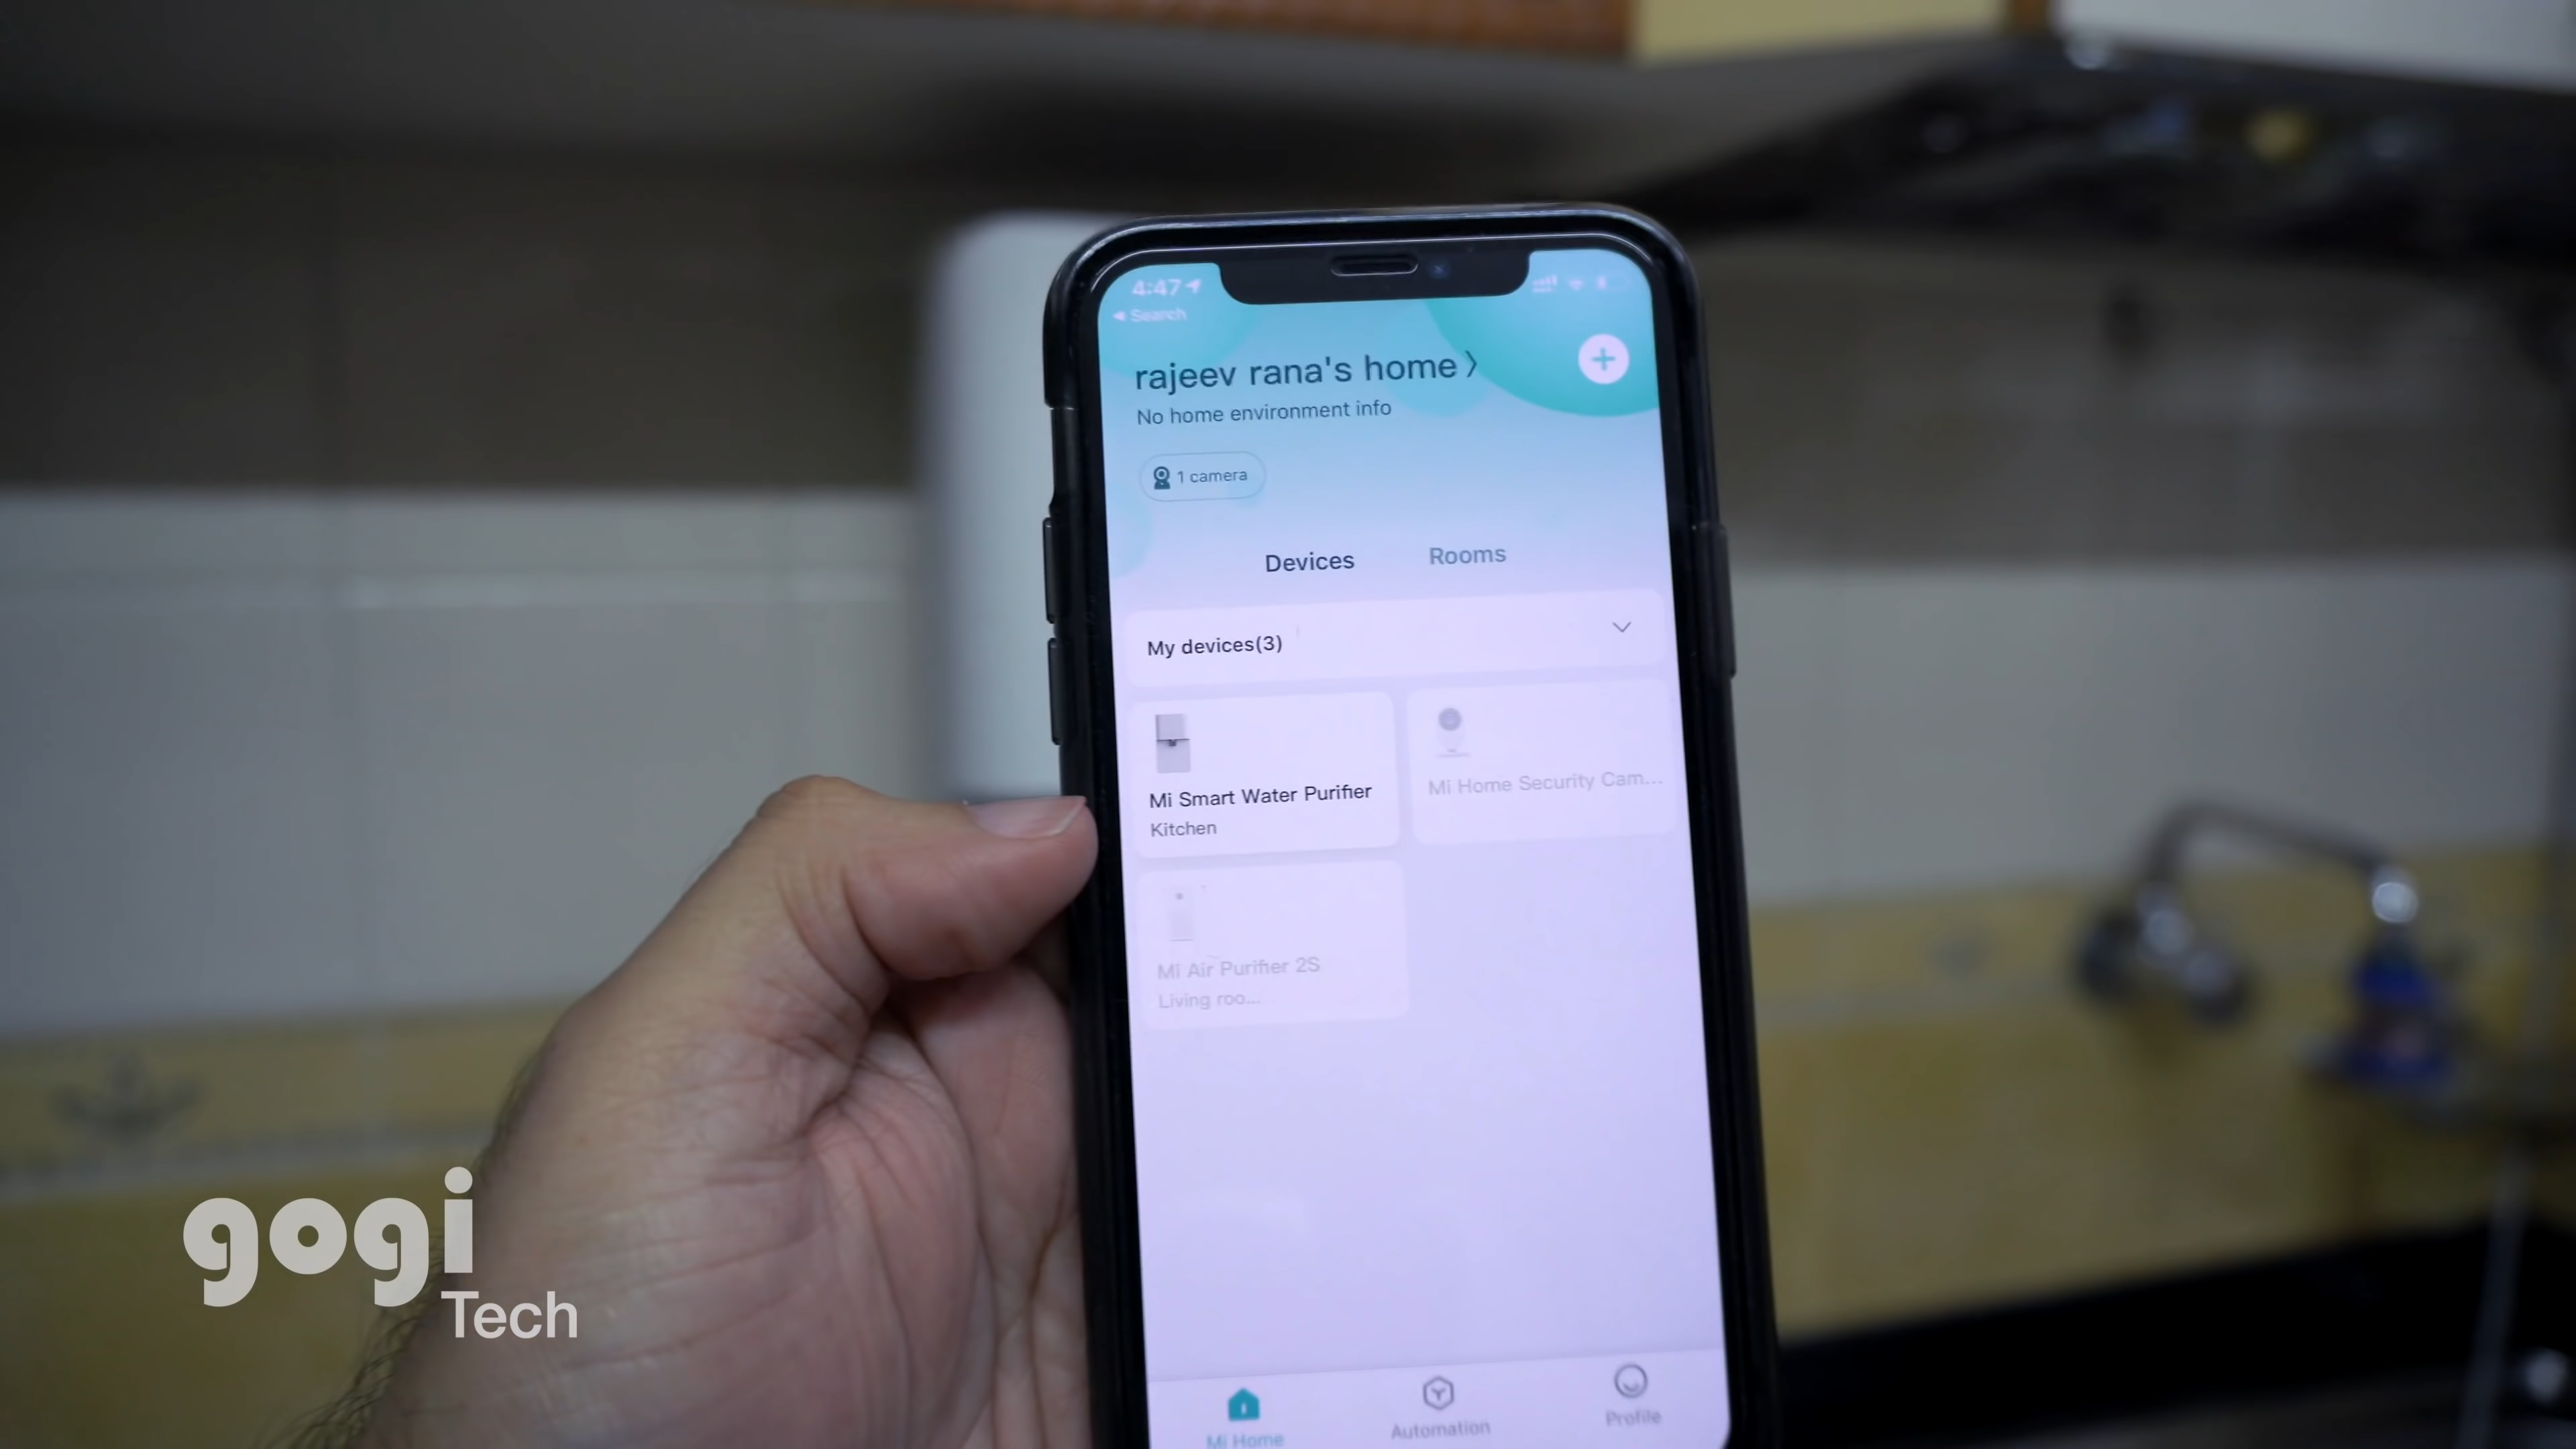 4:47
Search
rajeev rana's home
No home environment info
1 camera
Devices
Rooms
My devices(3)
Mi Smart Water Purifier
Kitchen
Mi Home Security Cam...
Mi Air Purifier 2S
Living roo...
Mi Home
Automation
Profile
gogi
Tech